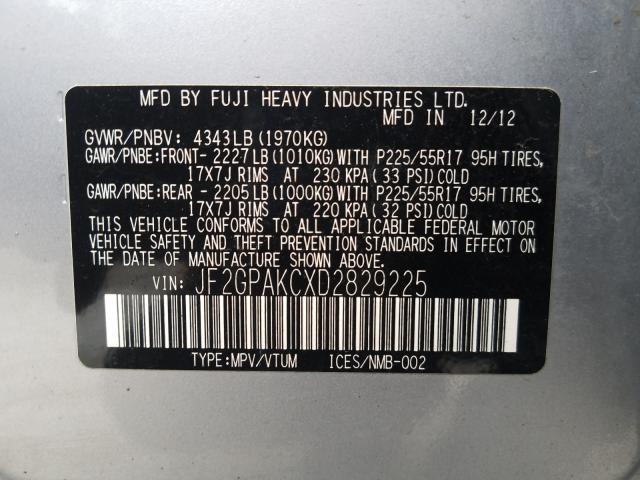 MFD BY FUJI HEAVY INDUSTRIES LTD.
MFD IN 12/12
GVWR/PNBV: 4343LB (1970KG)
GAWR/PNBE:FRONT- 2227LB (1010KG) WITH P225/55R17 95H TIRES,
17X7J RIMS AT 230 KPA (33 PSI) COLD
GAWR/PNBE:REAR - 2205LB (1000KG) WITH P225/55R17 95H TIRES,
17X7J RIMS AT 220 KPA (32 PSI) COLD
THIS VEHICLE CONFORMS TO ALL APPLICABLE FEDERAL MOTOR
VEHICLE SAFETY AND THEFT PREVENTION STANDARDS IN EFFECT ON
THE DATE OF MANUFACTURE SHOWN ABOVE.
VIN: JF2GPAKCXD2829225
TYPE:MPV/VTUM ICES/NMB-002